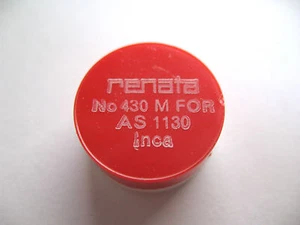 renata
No 430 M FOR
AS 1130
Inca